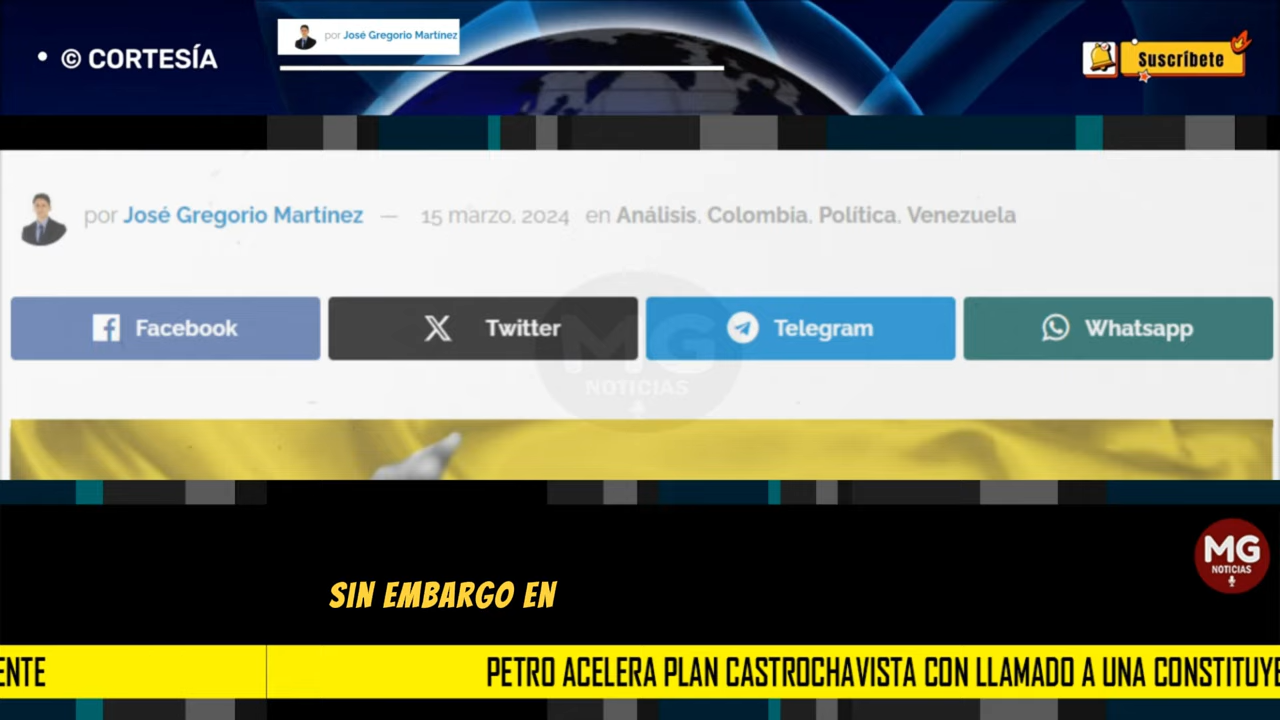 • © CORTESÍA
por José Gregorio Martínez
Suscríbete
por José Gregorio Martínez — 15 marzo, 2024 en Análisis, Colombia, Política, Venezuela
Facebook
Twitter
Telegram
Whatsapp
MG
NOTICIAS
MG
NOTICIAS
SIN EMBARGO EN
ENTE
PETRO ACELERA PLAN CASTROCHAVISTA CON LLAMADO A UNA CONSTITUYE